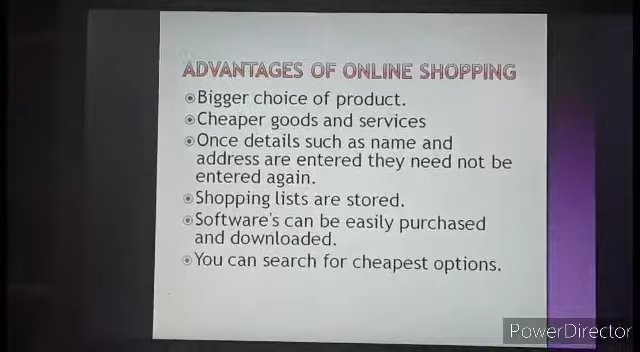 ADVANTAGES OF ONLINE SHOPPING
Bigger choice of product.
Cheaper goods and services
Once details such as name and
address are entered they need not be
entered again.
Shopping lists are stored.
Software's can be easily purchased
and downloaded.
You can search for cheapest options.
PowerDirector